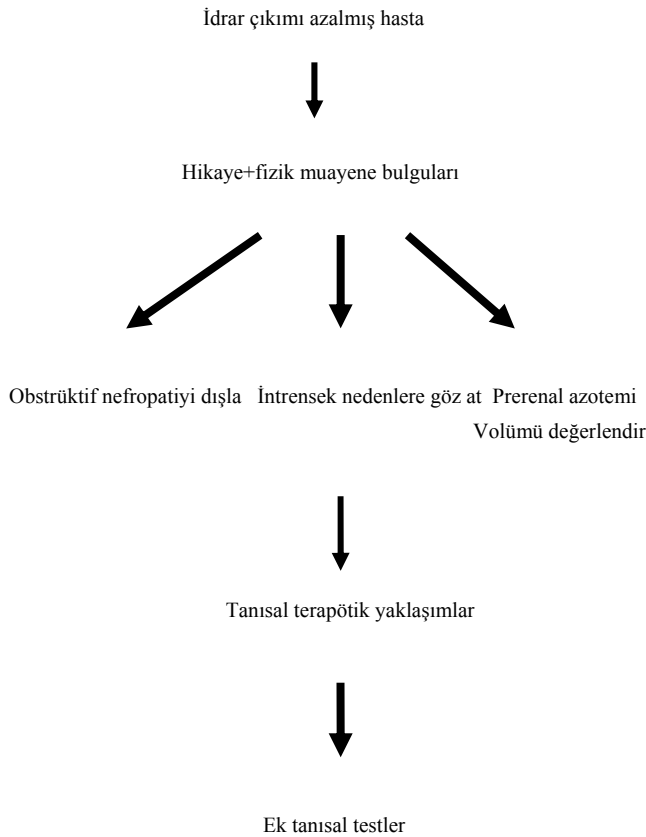 İdrar çıkımı azalmış hasta
Hikaye+fizik muayene bulguları
Obstrüktif nefropatiyi dışla İntrensek nedenlere göz at Prerenal azotemi
Volümü değerlendir
Tanısal terapötik yaklaşımlar
Ek tanısal testler